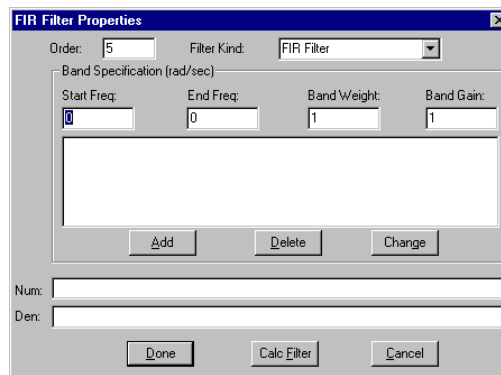 FIR Filter Properties
Order: 5 Filter Kind: FIR Filter
Band Specification (rad/sec)
Start Freq: End Freq: Band Weight: Band Gain:
0 0 1 1
Add Delete Change
Num:
Den:
Done Calc Filter Cancel